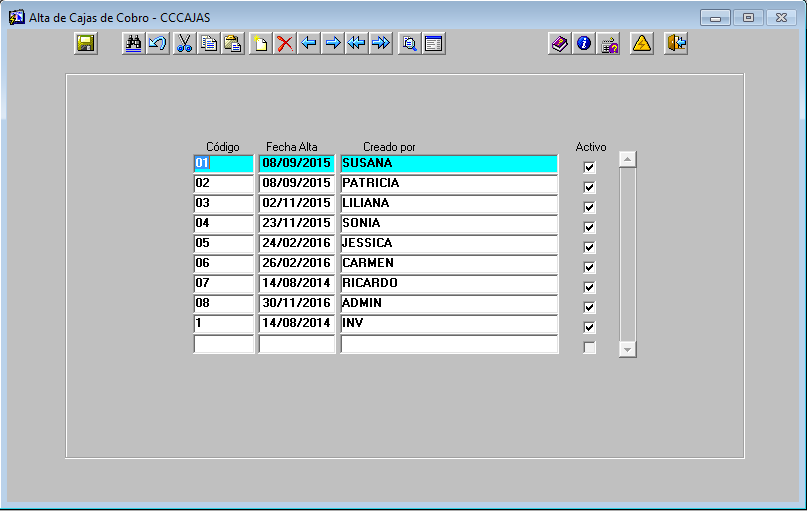 Alta de Cajas de Cobro - CCCAJAS
Código Fecha Alta Creado por Activo
01 08/09/2015 SUSANA
02 08/09/2015 PATRICIA
03 02/11/2015 LILIANA
04 23/11/2015 SONIA
05 24/02/2016 JESSICA
06 26/02/2016 CARMEN
07 14/08/2014 RICARDO
08 30/11/2016 ADMIN
1 14/08/2014 INV